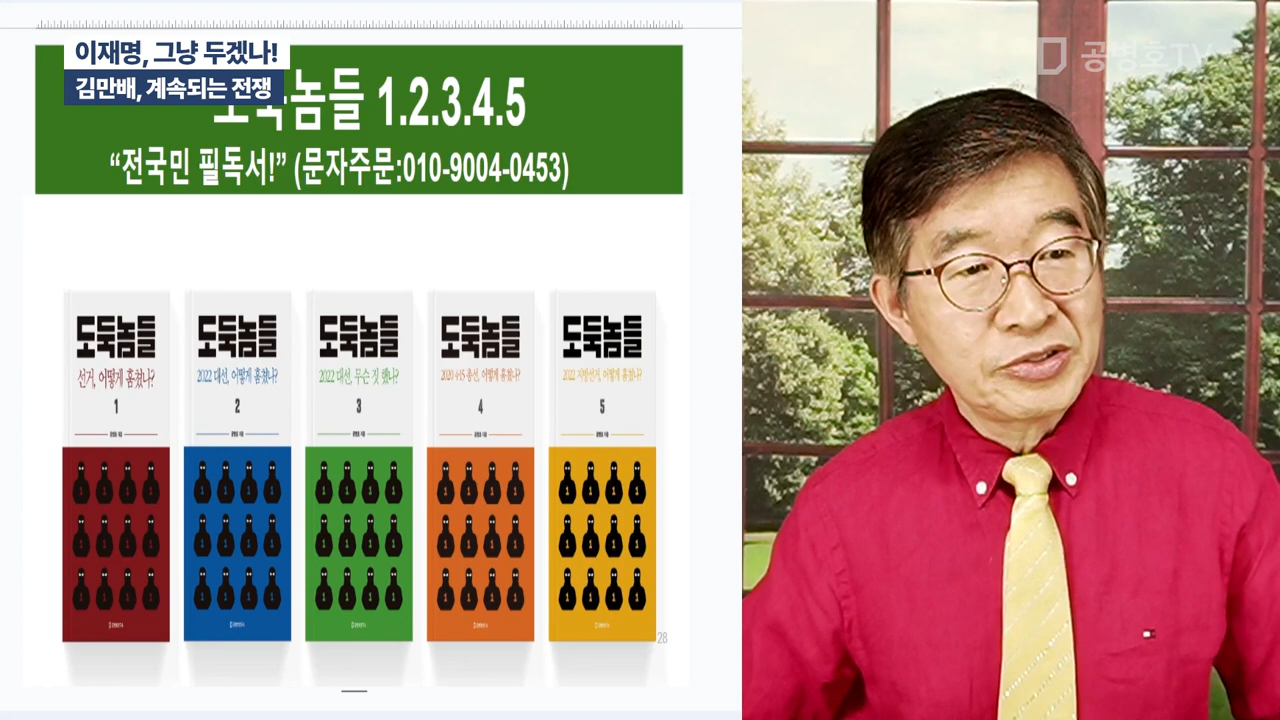 이재명, 그냥 두겠나!
김만배, 계속되는 전쟁
도둑놈들 1.2.3.4.5
“전국민 필독서!” (문자주문:010-9004-0453)
공병호TV
도둑놈들
선거, 어떻게 훔쳤나?
1
도둑놈들
2022 대선, 어떻게 훔쳤나?
2
도둑놈들
2022 대선, 무슨 짓 했나?
3
도둑놈들
2020 4·15 총선, 어떻게 훔쳤나?
4
도둑놈들
2022 지방선거, 어떻게 훔쳤나?
5
28